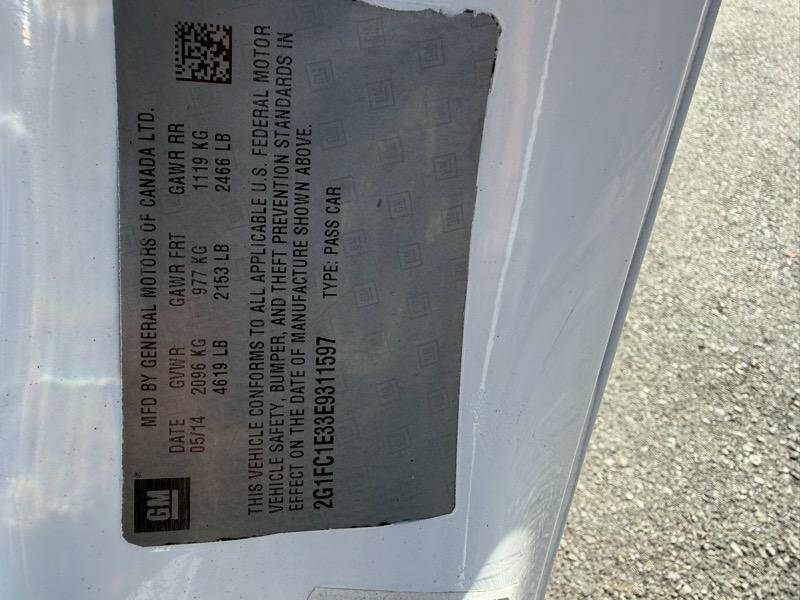 GM
MFD BY GENERAL MOTORS OF CANADA LTD.
DATE GVWR GAWR FRT GAWR RR
05/14 2096 KG 977 KG 1119 KG
4619 LB 2153 LB 2466 LB
THIS VEHICLE CONFORMS TO ALL APPLICABLE U.S. FEDERAL MOTOR
VEHICLE SAFETY, BUMPER, AND THEFT PREVENTION STANDARDS IN
EFFECT ON THE DATE OF MANUFACTURE SHOWN ABOVE.
2G1FC1E33E9311597 TYPE: PASS CAR